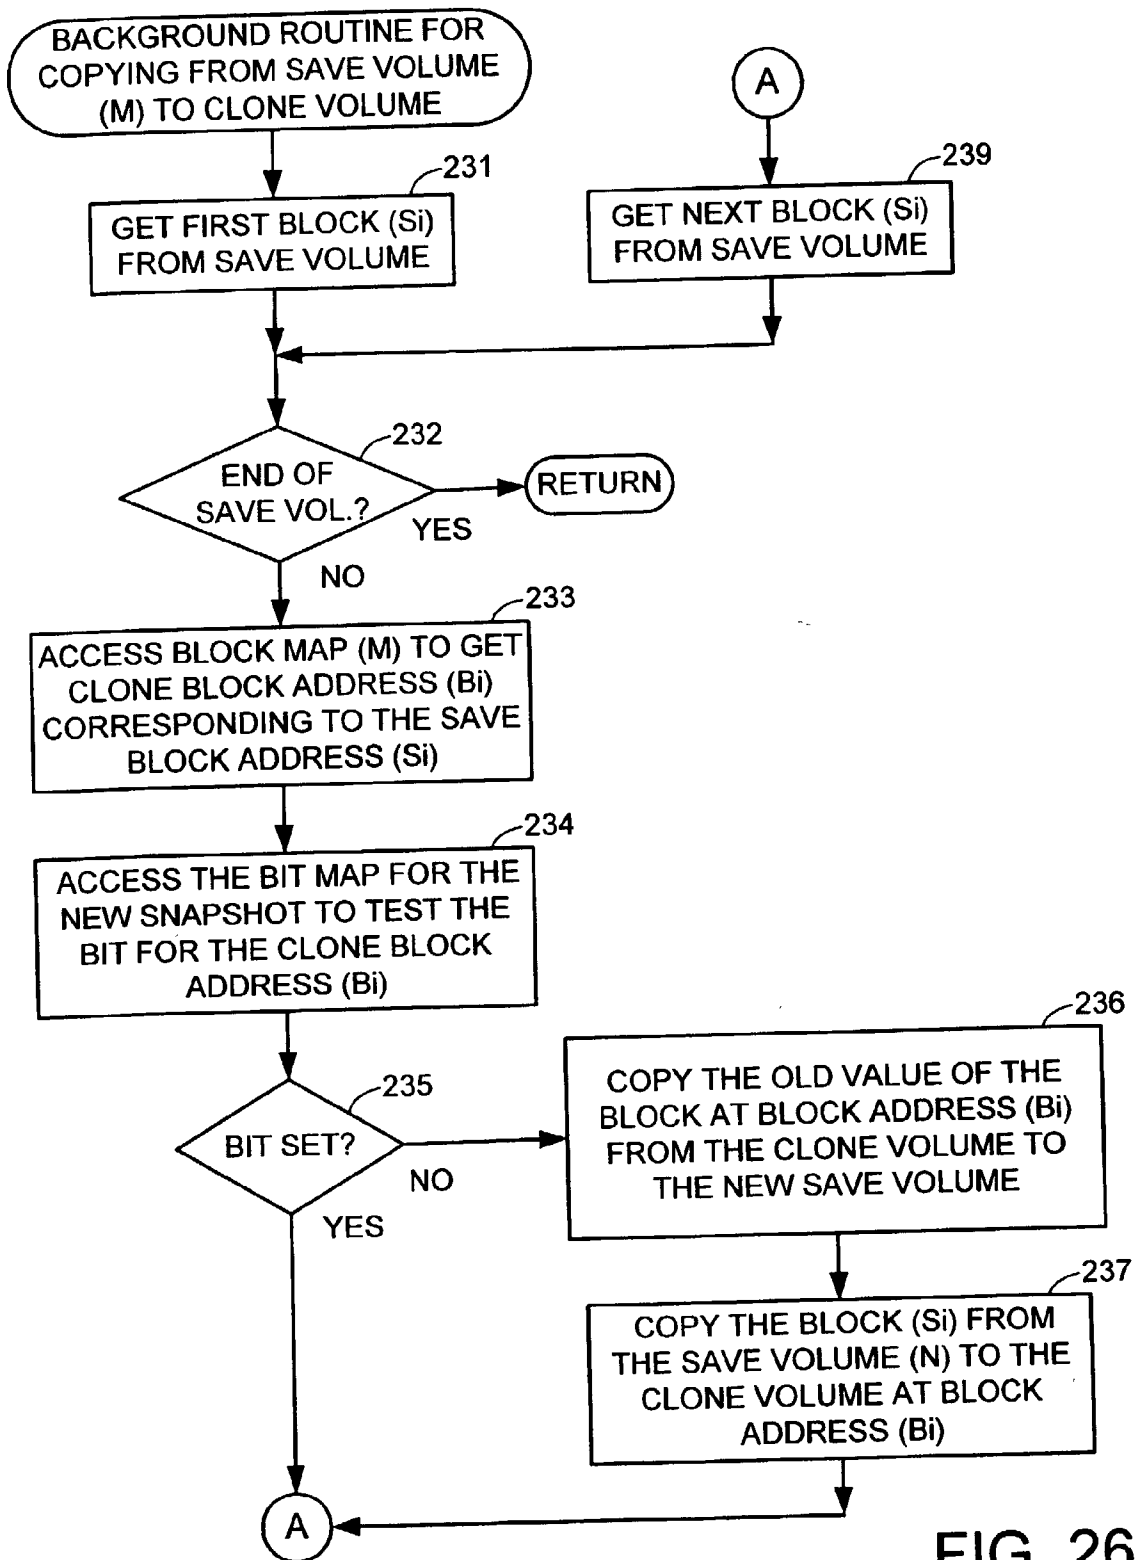 BACKGROUND ROUTINE FOR
COPYING FROM SAVE VOLUME
(M) TO CLONE VOLUME
231
GET FIRST BLOCK (Si)
FROM SAVE VOLUME
A
239
GET NEXT BLOCK (Si)
FROM SAVE VOLUME
232
END OF
SAVE VOL.?
YES
RETURN
NO
233
ACCESS BLOCK MAP (M) TO GET
CLONE BLOCK ADDRESS (Bi)
CORRESPONDING TO THE SAVE
BLOCK ADDRESS (Si)
234
ACCESS THE BIT MAP FOR THE
NEW SNAPSHOT TO TEST THE
BIT FOR THE CLONE BLOCK
ADDRESS (Bi)
235
BIT SET?
NO
YES
236
COPY THE OLD VALUE OF THE
BLOCK AT BLOCK ADDRESS (Bi)
FROM THE CLONE VOLUME TO
THE NEW SAVE VOLUME
237
COPY THE BLOCK (Si) FROM
THE SAVE VOLUME (N) TO THE
CLONE VOLUME AT BLOCK
ADDRESS (Bi)
A
FIG. 26